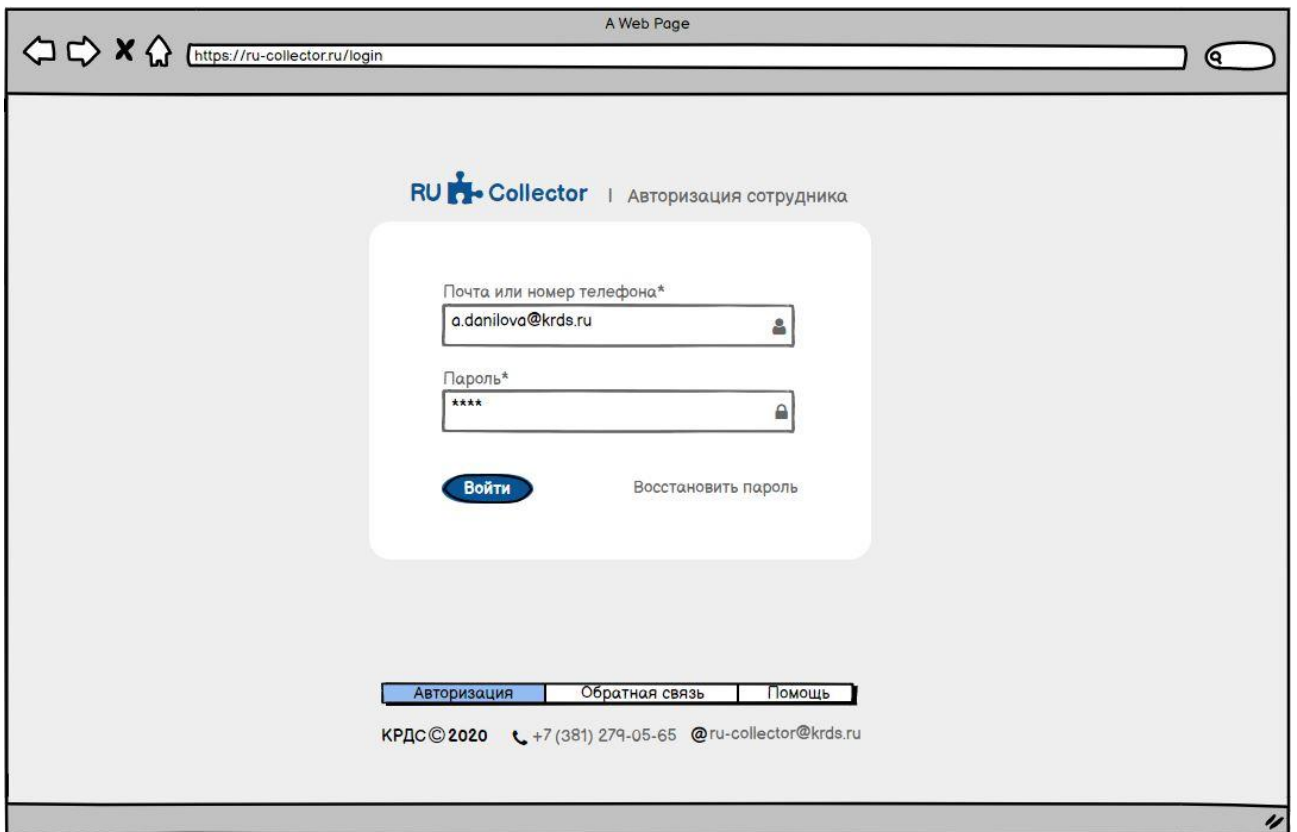 A Web Page
https://ru-collector.ru/login
RU Collector | Авторизация сотрудника
Почта или номер телефона*
a.danilova@krds.ru
Пароль*
****
Войти Восстановить пароль
Авторизация Обратная связь Помощь
КРДС©2020 +7 (381) 279-05-65 @ru-collector@krds.ru